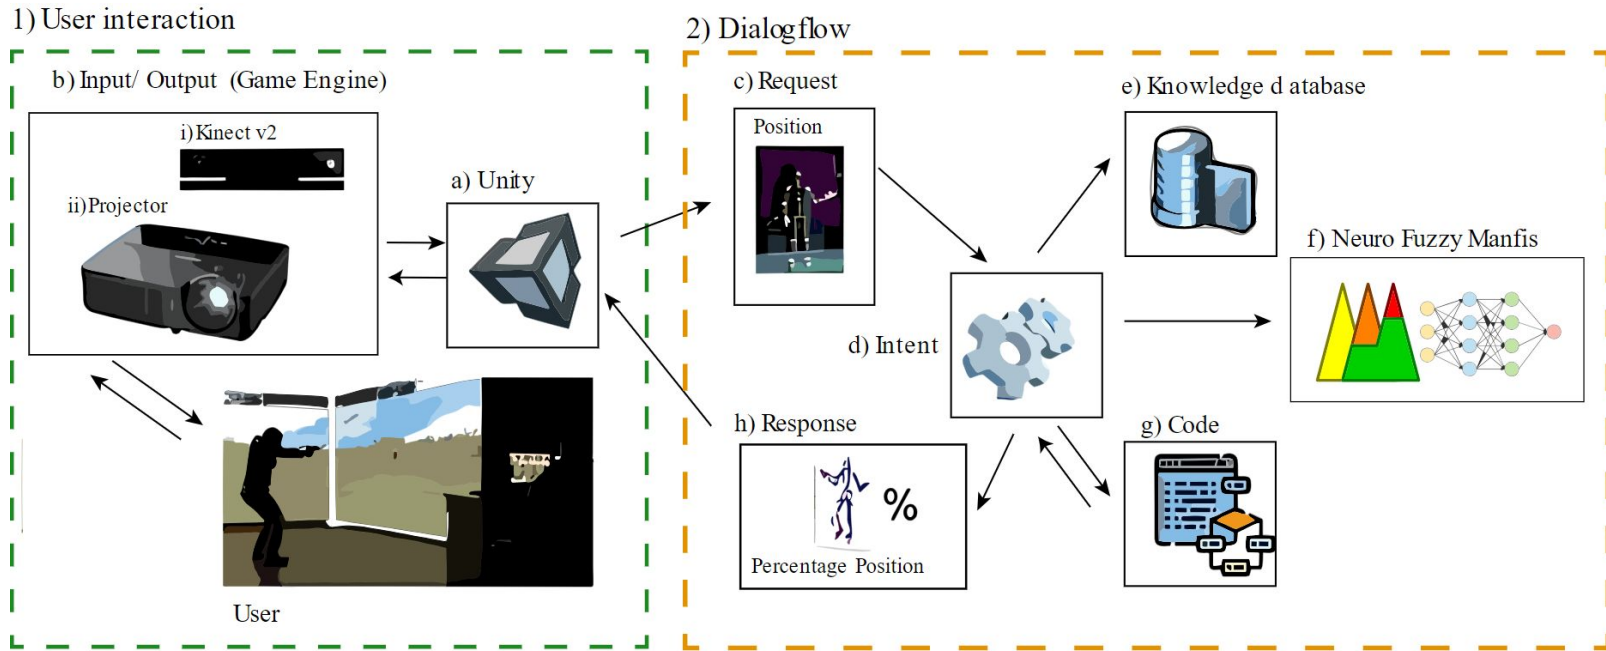 1) User interaction
2) Dialogflow
b) Input/ Output (Game Engine)
i) Kinect v2
ii) Projector
a) Unity
User
c) Request
Position
e) Knowledge d atabase
f) Neuro Fuzzy Manfis
d) Intent
h) Response
%
Percentage Position
g) Code